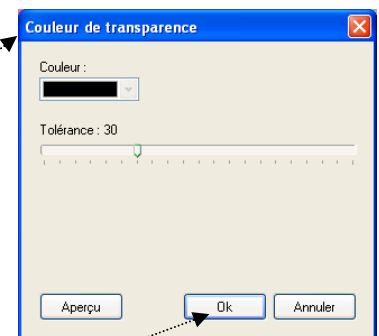 Couleur de transparence
Couleur :
Tolérance : 30
Aperçu
Ok
Annuler